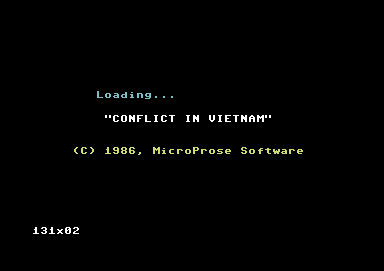 Loading...
"CONFLICT IN VIETNAM"
(C) 1986, MicroProse Software
131x02